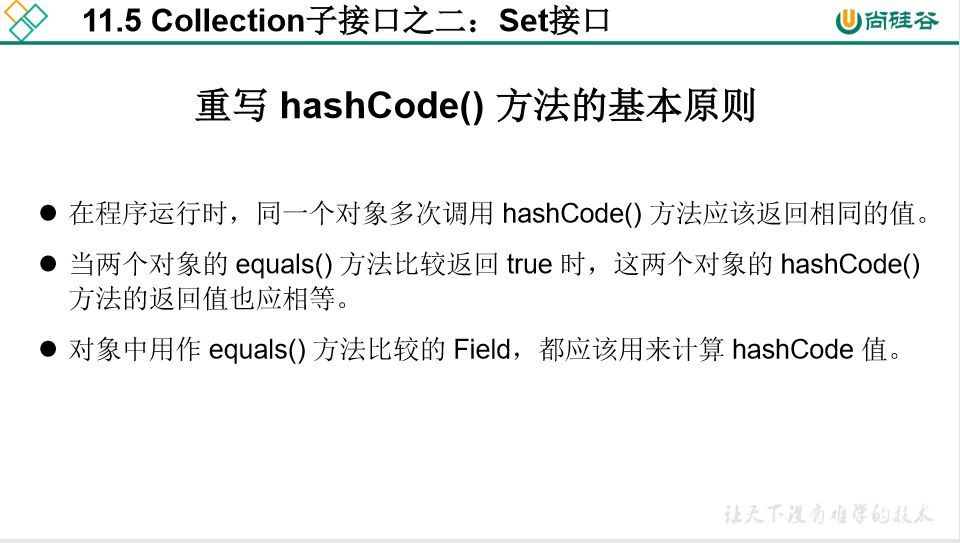 11.5 Collection子接口之二：Set接口
尚硅谷
重写 hashCode() 方法的基本原则
在程序运行时，同一个对象多次调用 hashCode() 方法应该返回相同的值。
当两个对象的 equals() 方法比较返回 true 时，这两个对象的 hashCode()
方法的返回值也应相等。
对象中用作 equals() 方法比较的 Field，都应该用来计算 hashCode 值。
让天下没有难学的技术